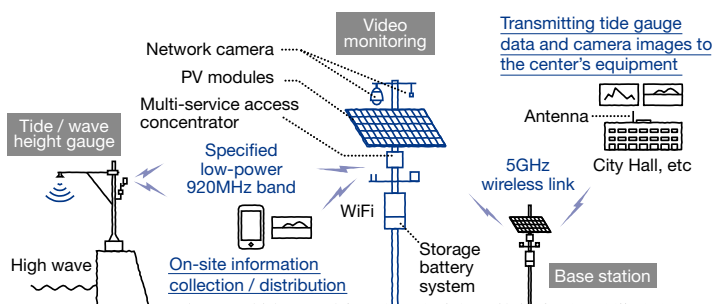 Video
monitoring
Transmitting tide gauge
data and camera images to
the center's equipment
Network camera
PV modules
Multi-service access
concentrator
Antenna
Tide / wave
height gauge
Specified
low-power
920MHz band
5GHz
wireless link
City Hall, etc
WiFi
High wave
On-site information
collection / distribution
Storage
battery
system
Base station